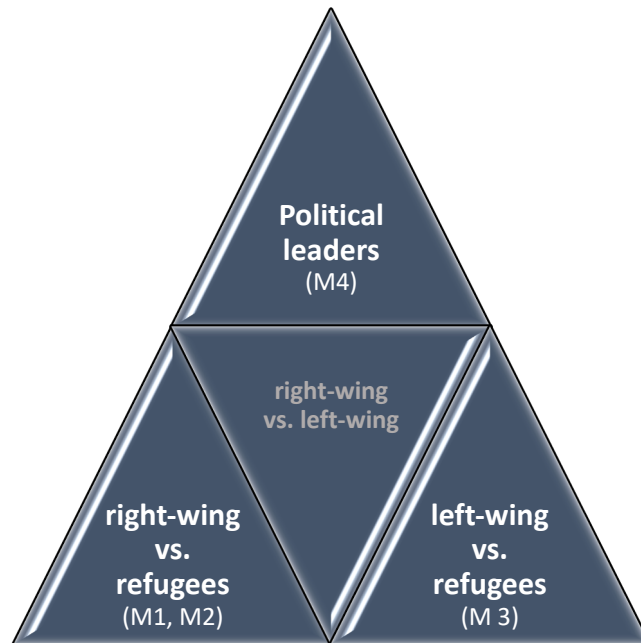 Political
leaders
(M4)
right-wing
vs. left-wing
right-wing
vs.
refugees
(M1, M2)
left-wing
vs.
refugees
(M 3)